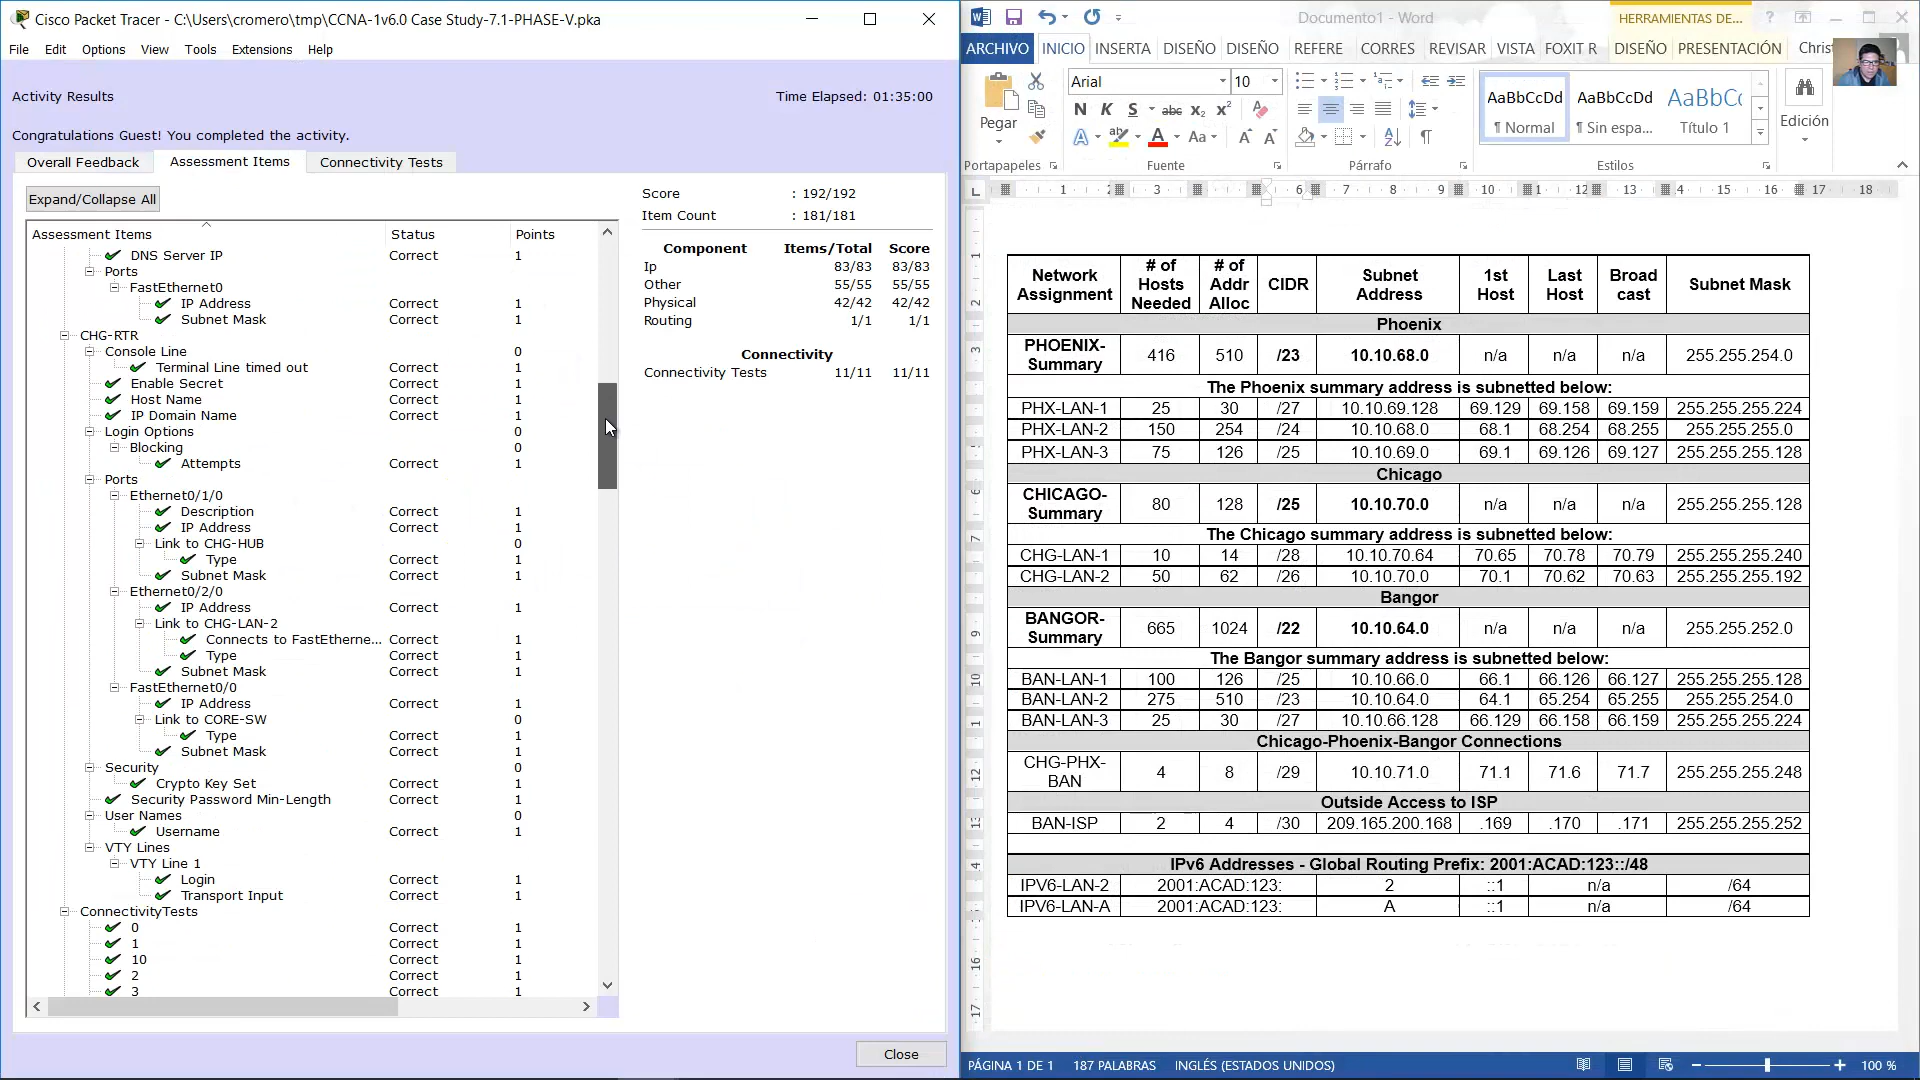 Cisco Packet Tracer - C:\Users\cromero\tmp\CCNA-1v6.0 Case Study-7.1-PHASE-V.pka
File Edit Options View Tools Extensions Help
Activity Results
Time Elapsed: 01:35:00
Congratulations Guest! You completed the activity.
Overall Feedback Assessment Items Connectivity Tests
Expand/Collapse All
Assessment Items Status Points
DNS Server IP Correct 1
Ports
FastEthernet0
IP Address Correct 1
Subnet Mask Correct 1
CHG-RTR
Console Line 0
Terminal Line timed out Correct 1
Enable Secret Correct 1
Host Name Correct 1
IP Domain Name Correct 1
Login Options 0
Blocking 0
Attempts Correct 1
Ports 0
Ethernet0/1/0 0
Description Correct 1
IP Address Correct 1
Link to CHG-HUB 0
Type Correct 1
Subnet Mask Correct 1
Ethernet0/2/0 0
IP Address Correct 1
Link to CHG-LAN-2 0
Connects to FastEtherne... Correct 1
Type Correct 1
Subnet Mask Correct 1
FastEthernet0/0 0
IP Address Correct 1
Link to CORE-SW 0
Type Correct 1
Subnet Mask Correct 1
Security 0
Crypto Key Set Correct 1
Security Password Min-Length Correct 1
User Names 0
Username Correct 1
VTY Lines 0
VTY Line 1 0
Login Correct 1
Transport Input Correct 1
ConnectivityTests 0
0 Correct 1
1 Correct 1
10 Correct 1
2 Correct 1
3 Correct 1
Score : 192/192
Item Count : 181/181
Component Items/Total Score
Ip 83/83 83/83
Other 55/55 55/55
Physical 42/42 42/42
Routing 1/1 1/1
Connectivity
Connectivity Tests 11/11 11/11
Close
Documento1 - Word
HERRAMIENTAS DE...
ARCHIVO INICIO INSERTA DISEÑO DISEÑO REFERE CORRES REVISAR VISTA FOXIT R DISEÑO PRESENTACIÓN Christ
Pegar
Arial 10
N K S abc x₂ x²
A ab A Aa A A
AaBbCcDd AaBbCcDd AaBbCc
¶ Normal ¶ Sin espa... Título 1
Edición
Portapapeles Fuente Párrafo Estilos
1 2 3 6 7 8 9 10 1 12 13 4 15 16 17 18
Network Assignment # of Hosts Needed # of Addr Alloc CIDR Subnet Address 1st Host Last Host Broad cast Subnet Mask
Phoenix
PHOENIX-Summary 416 510 /23 10.10.68.0 n/a n/a n/a 255.255.254.0
The Phoenix summary address is subnetted below:
PHX-LAN-1 25 30 /27 10.10.69.128 69.129 69.158 69.159 255.255.255.224
PHX-LAN-2 150 254 /24 10.10.68.0 68.1 68.254 68.255 255.255.255.0
PHX-LAN-3 75 126 /25 10.10.69.0 69.1 69.126 69.127 255.255.255.128
Chicago
CHICAGO-Summary 80 128 /25 10.10.70.0 n/a n/a n/a 255.255.255.128
The Chicago summary address is subnetted below:
CHG-LAN-1 10 14 /28 10.10.70.64 70.65 70.78 70.79 255.255.255.240
CHG-LAN-2 50 62 /26 10.10.70.0 70.1 70.62 70.63 255.255.255.192
Bangor
BANGOR-Summary 665 1024 /22 10.10.64.0 n/a n/a n/a 255.255.252.0
The Bangor summary address is subnetted below:
BAN-LAN-1 100 126 /25 10.10.66.0 66.1 66.126 66.127 255.255.255.128
BAN-LAN-2 275 510 /23 10.10.64.0 64.1 65.254 65.255 255.255.254.0
BAN-LAN-3 25 30 /27 10.10.66.128 66.129 66.158 66.159 255.255.255.224
Chicago-Phoenix-Bangor Connections
CHG-PHX-BAN 4 8 /29 10.10.71.0 71.1 71.6 71.7 255.255.255.248
Outside Access to ISP
BAN-ISP 2 4 /30 209.165.200.168 .169 .170 .171 255.255.255.252
IPv6 Addresses - Global Routing Prefix: 2001:ACAD:123::/48
IPV6-LAN-2 2001:ACAD:123: 2 ::1 n/a /64
IPV6-LAN-A 2001:ACAD:123: A ::1 n/a /64
PÁGINA 1 DE 1 187 PALABRAS INGLÉS (ESTADOS UNIDOS) 100 %